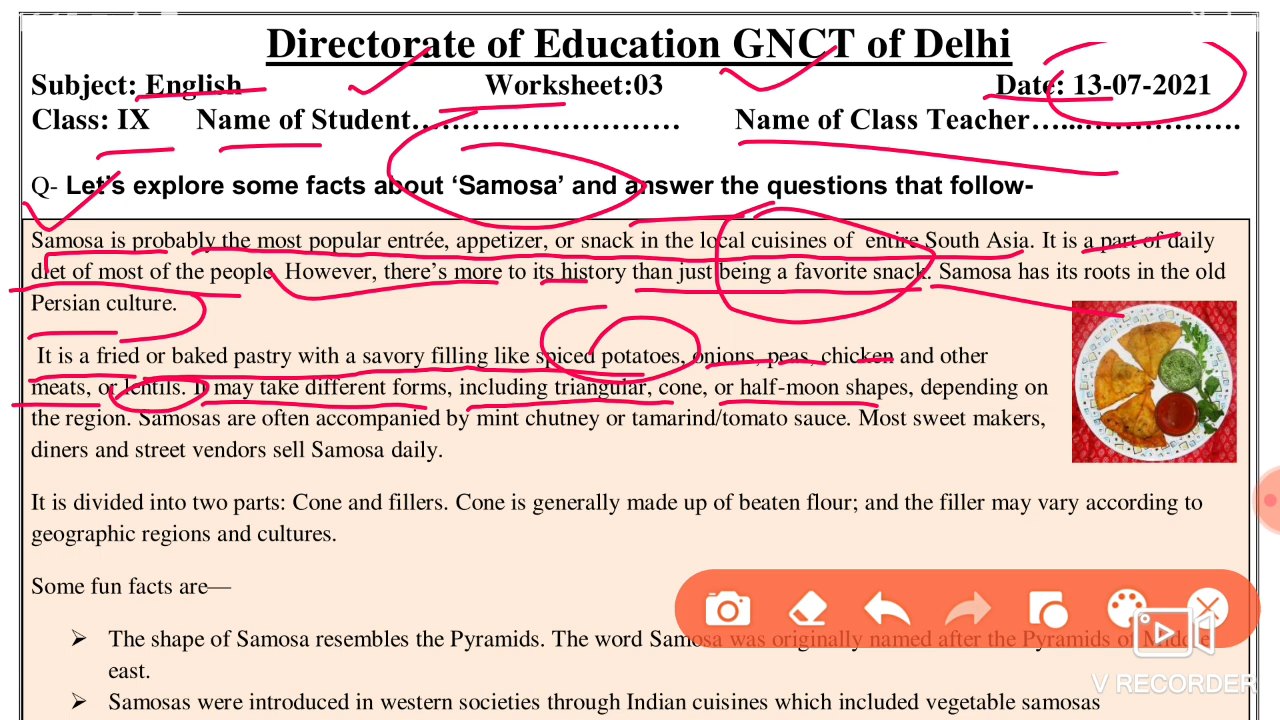 Directorate of Education GNCT of Delhi
Subject: English Worksheet:03 Date: 13-07-2021
Class: IX Name of Student………………………… Name of Class Teacher…...……………….
Q- Let's explore some facts about 'Samosa' and answer the questions that follow-
Samosa is probably the most popular entrée, appetizer, or snack in the local cuisines of entire South Asia. It is a part of daily
diet of most of the people. However, there's more to its history than just being a favorite snack. Samosa has its roots in the old
Persian culture.
It is a fried or baked pastry with a savory filling like spiced potatoes, onions, peas, chicken and other
meats, or lentils. It may take different forms, including triangular, cone, or half-moon shapes, depending on
the region. Samosas are often accompanied by mint chutney or tamarind/tomato sauce. Most sweet makers,
diners and street vendors sell Samosa daily.
It is divided into two parts: Cone and fillers. Cone is generally made up of beaten flour; and the filler may vary according to
geographic regions and cultures.
Some fun facts are—
➢ The shape of Samosa resembles the Pyramids. The word Samosa was originally named after the Pyramids of Middle
east.
➢ Samosas were introduced in western societies through Indian cuisines which included vegetable samosas
V RECORDER